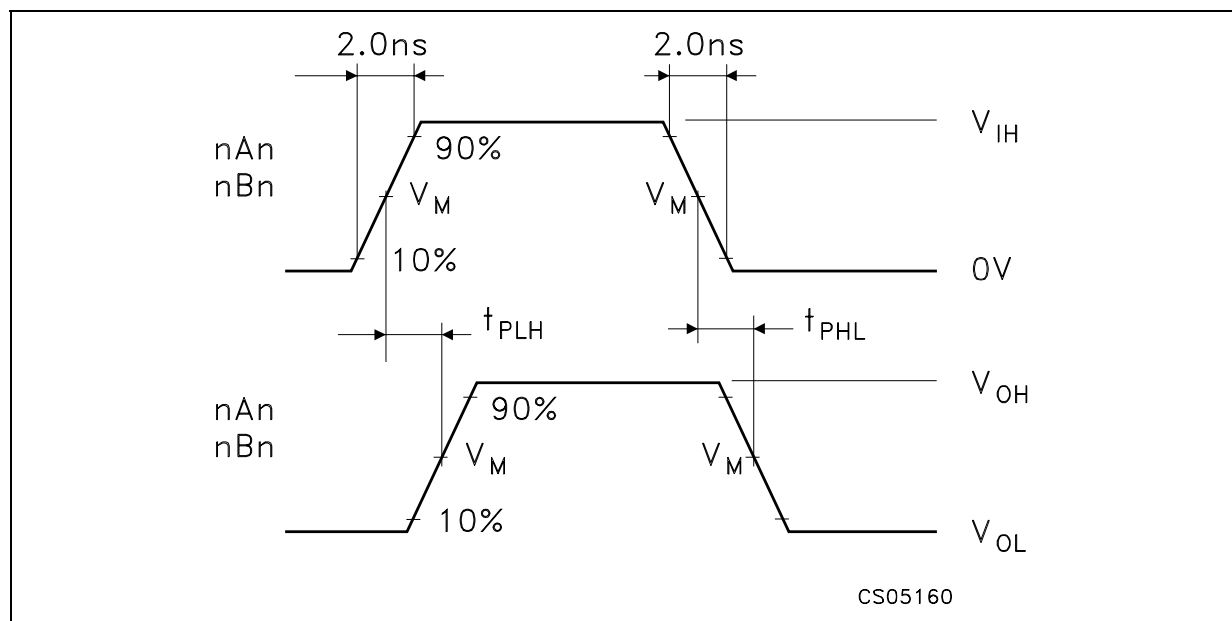 2.0ns 2.0ns
nAn
nBn
90%
V_M V_M
10%
V_IH
0V
t_PLH t_PHL
nAn
nBn
90%
V_M V_M
10%
V_OH
V_OL
CS05160